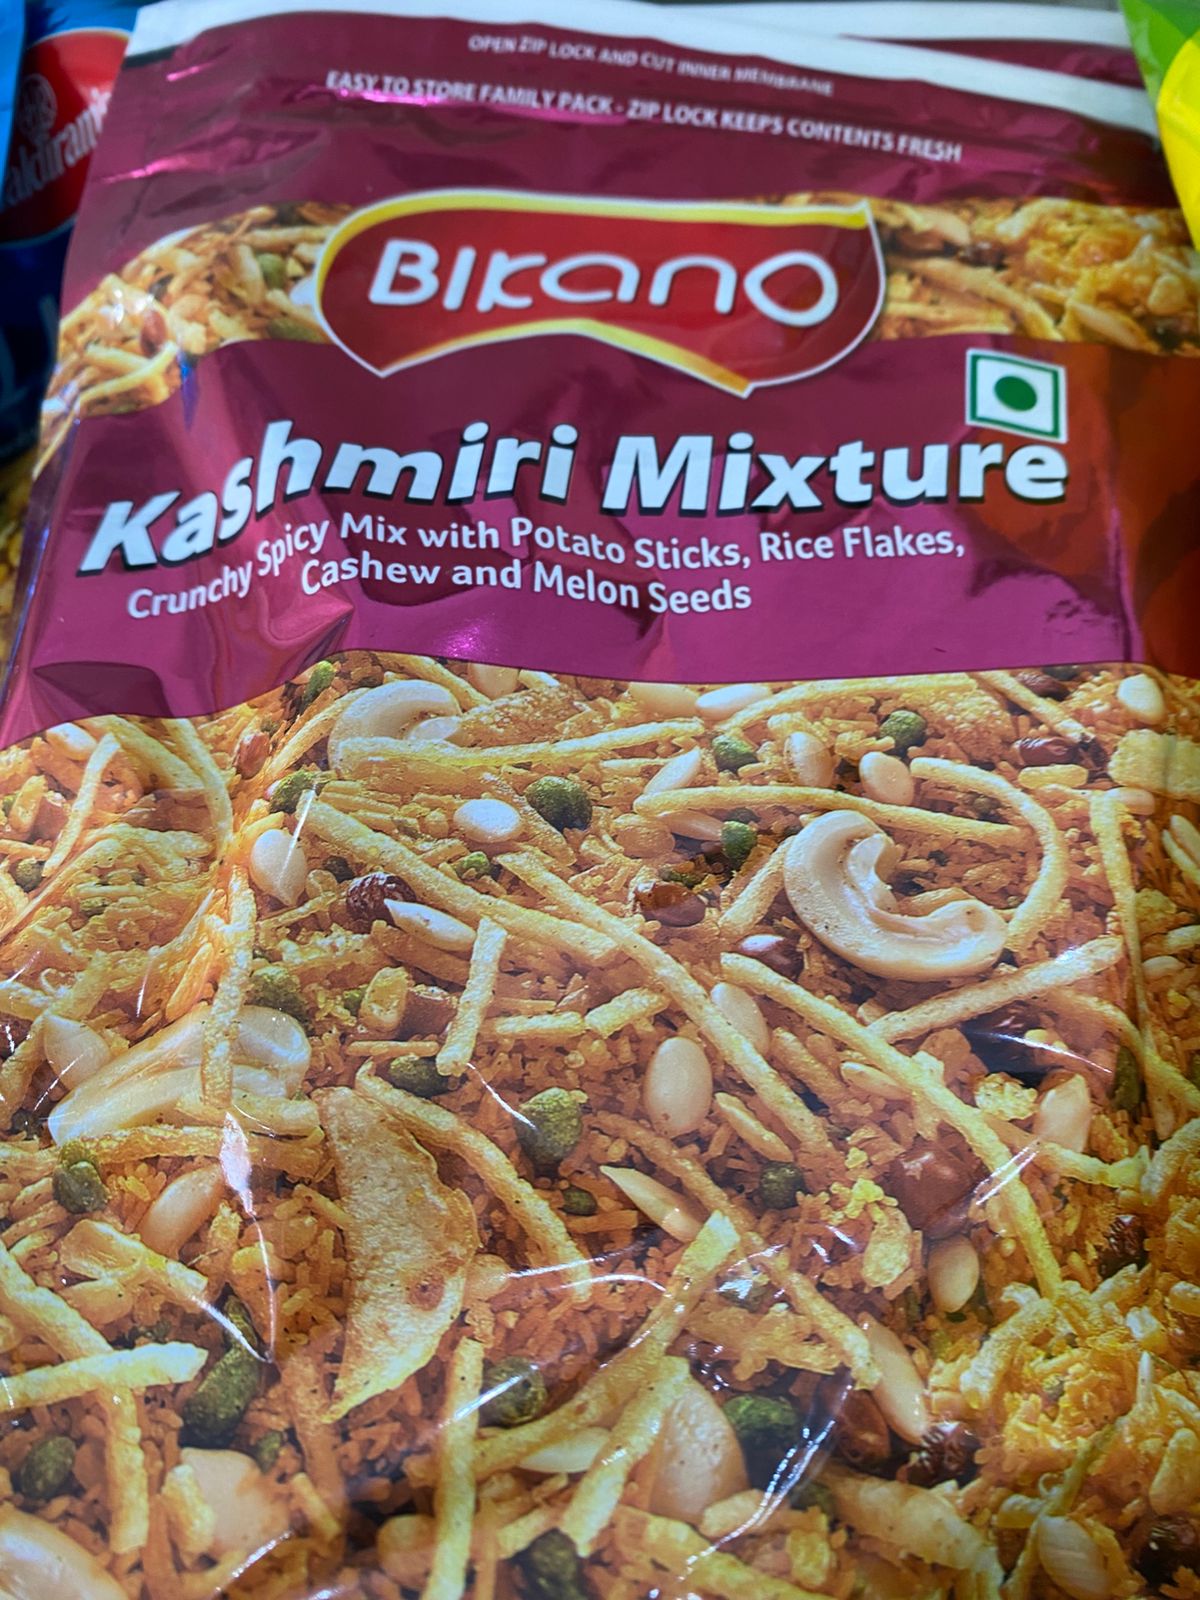 OPEN ZIP LOCK AND CUT INNER MEMBRANE
EASY TO STORE FAMILY PACK - ZIP LOCK KEEPS CONTENTS FRESH
BIKANO
Kashmiri Mixture
Crunchy Spicy Mix with Potato Sticks, Rice Flakes,
Cashew and Melon Seeds